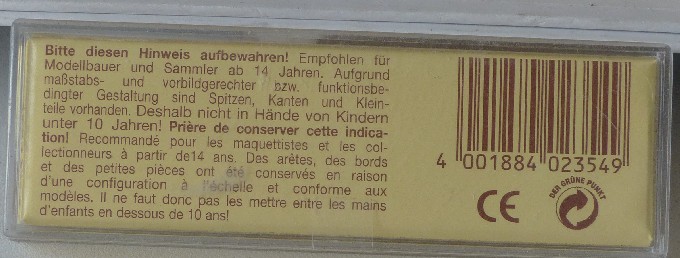 Bitte diesen Hinweis aufbewahren! Empfohlen für
Modellbauer und Sammler ab 14 Jahren. Aufgrund
maßstabs- und vorbildgerechter bzw. funktionsbe-
dingter Gestaltung sind Spitzen, Kanten und Klein-
teile vorhanden. Deshalb nicht in Hände von Kindern
unter 10 Jahren! Prière de conserver cette indica-
tion! Recommandé pour les maquettistes et les col-
lectionneurs à partir de14 ans. Des arêtes, des bords
et des petites pièces ont été conservés en raison
d'une configuration à l'échelle et conforme aux
modèles. Il ne faut donc pas les mettre entre les mains
d'enfants en dessous de 10 ans!
4 001884 023549
CE
DER GRÜNE PUNKT